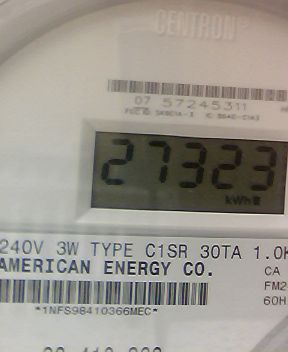 CENTRON®
07 57245311
27323
kWh
240V 3W TYPE C1SR 30TA 1.0K
AMERICAN ENERGY CO.
CA
FM2
60H
*1NFS98410366MEC*